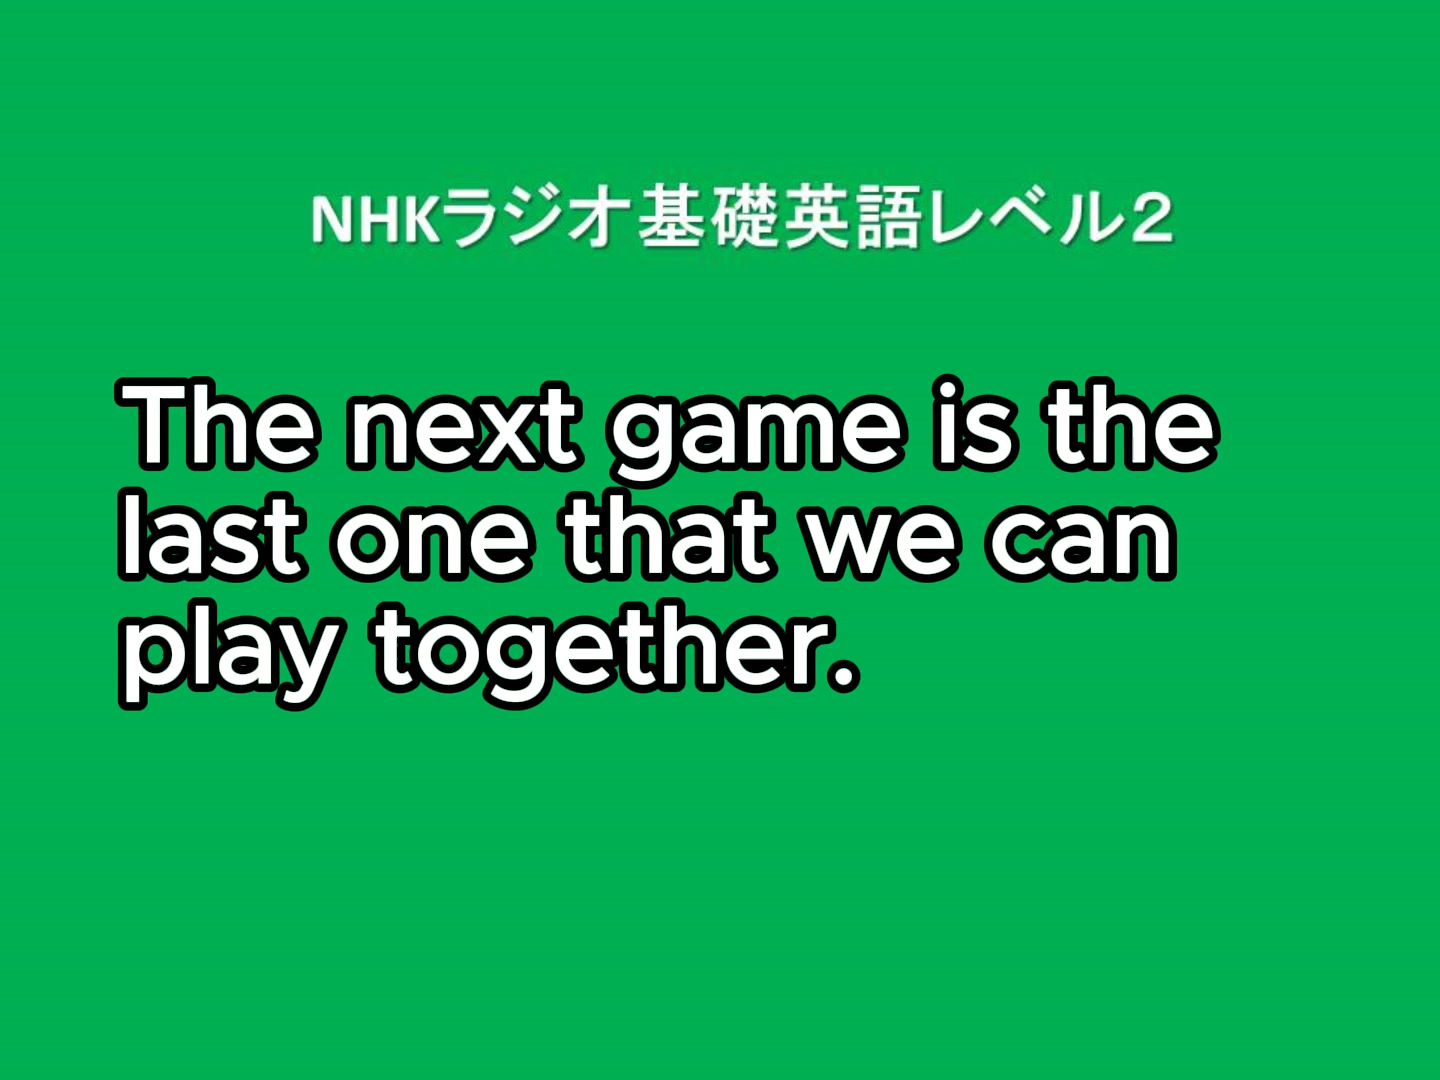 NHKラジオ基礎英語レベル２
The next game is the
last one that we can
play together.